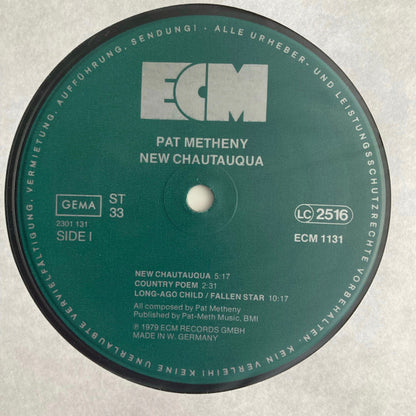 KEINE UNERLAUBTE VERVIELFÄLTIGUNG, VERMIETUNG, AUFFÜHRUNG, SENDUNG! · ALLE URHEBER- UND LEISTUNGSSCHUTZRECHTE VORBEHALTEN, KEIN VERLEIH!
ECM
PAT METHENY
NEW CHAUTAUQUA
GEMA
ST
33
LC 2516
2301 131
SIDE I
ECM 1131
NEW CHAUTAUQUA 5:17
COUNTRY POEM 2:31
LONG-AGO CHILD / FALLEN STAR 10:17
All composed by Pat Metheny
Published by Pat-Meth Music, BMI
℗ 1979 ECM RECORDS GMBH
MADE IN W. GERMANY